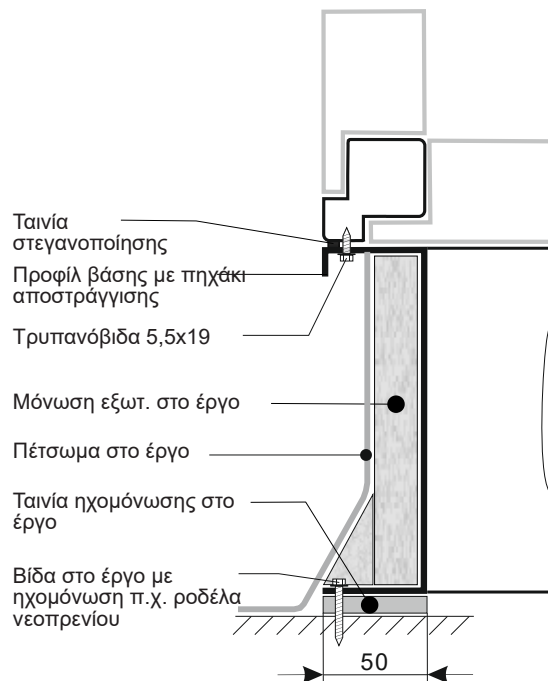 Ταινία
στεγανοποίησης
Προφίλ βάσης με πηχάκι
αποστράγγισης
Τρυπανόβιδα 5,5x19
Μόνωση εξωτ. στο έργο
Πέτσωμα στο έργο
Ταινία ηχομόνωσης στο
έργο
Βίδα στο έργο με
ηχομόνωση π.χ. ροδέλα
νεοπρενίου
50